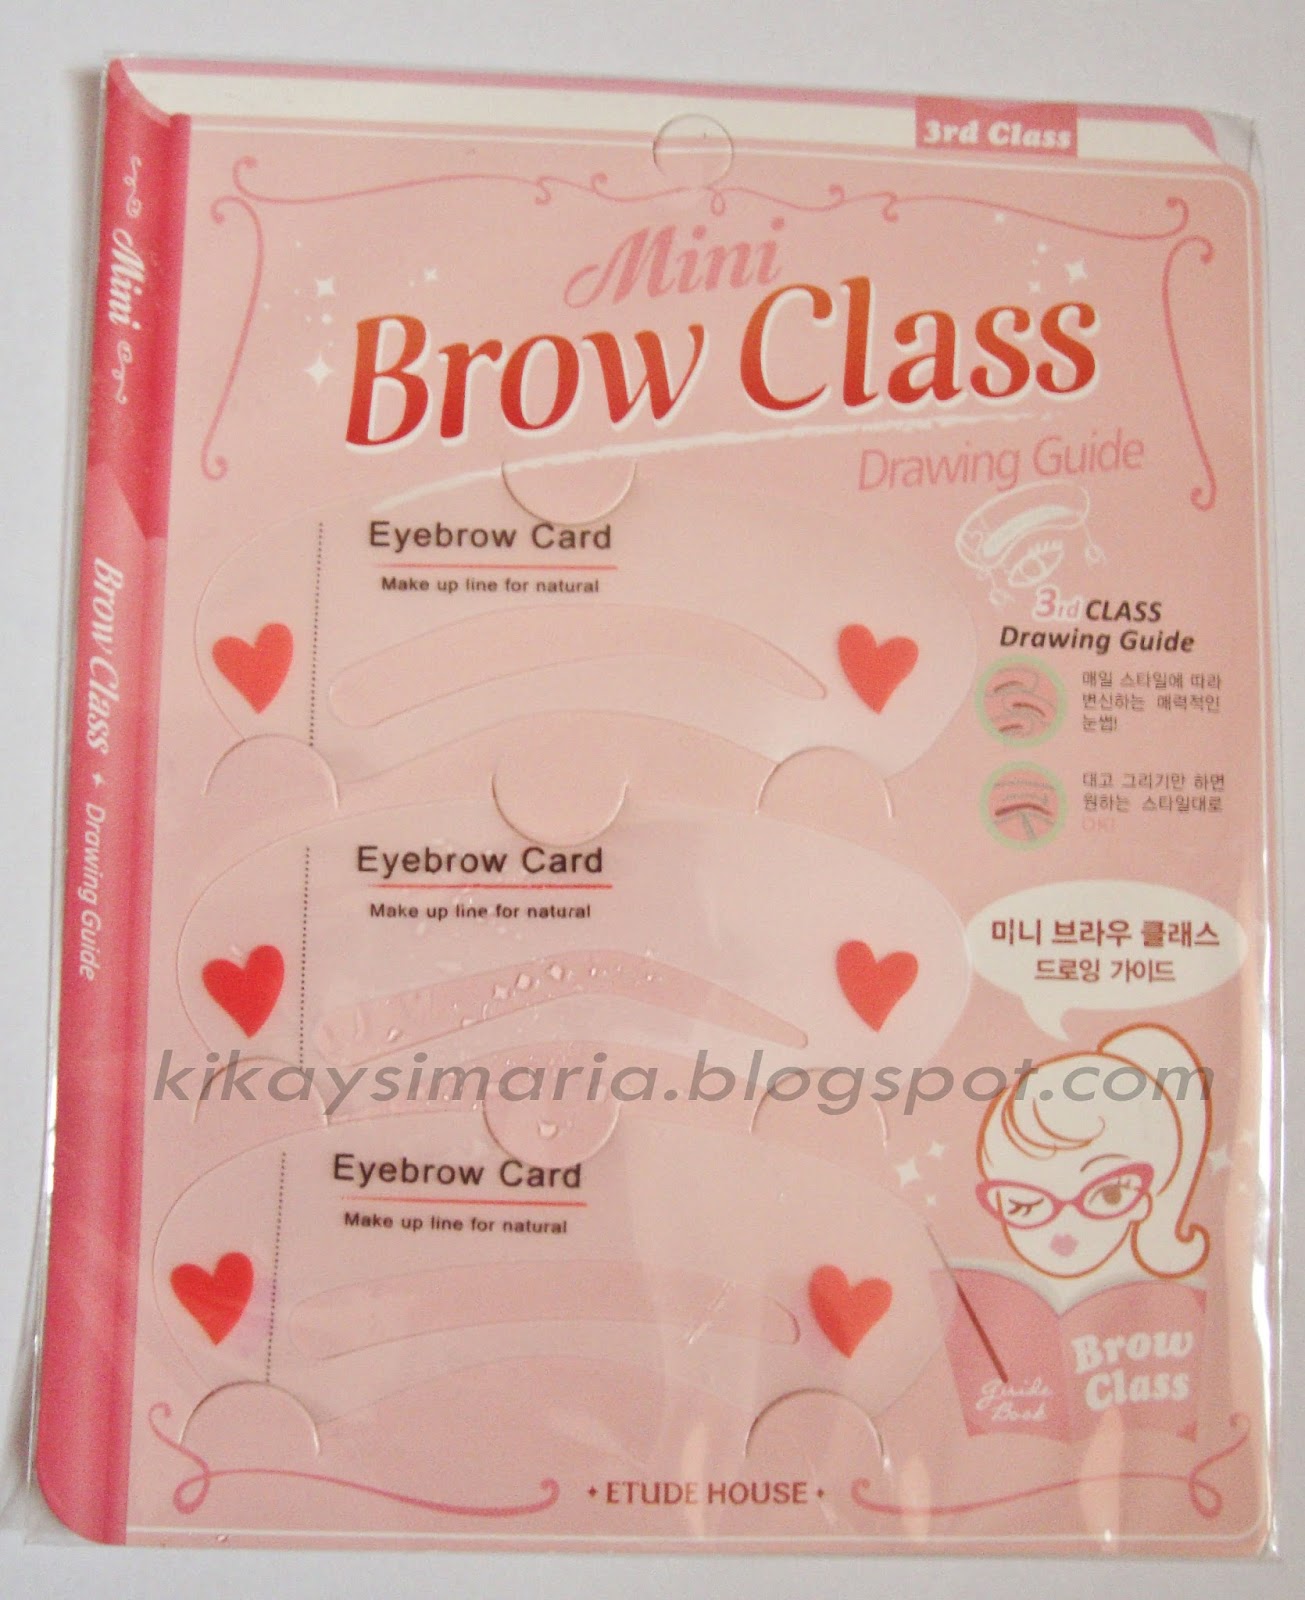 3rd Class
Mini
Brow Class
Drawing Guide
Mini
Brow Class
Drawing Guide
Eyebrow Card
Make up line for natural
3rd CLASS
Drawing Guide
매일 스타일에 따라
변신하는 매력적인
눈썹!
대고 그리기만 하면
원하는 스타일대로
OK!
Eyebrow Card
Make up line for natural
미니 브라우 클래스
드로잉 가이드
kikaysimaria.blogspot.com
Eyebrow Card
Make up line for natural
Guide
Book
Brow
Class
ETUDE HOUSE